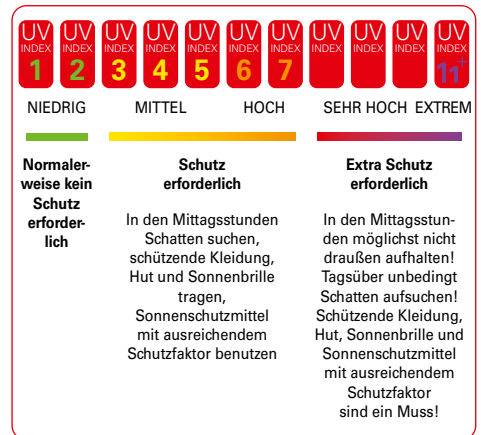 UV UV UV UV UV UV UV UV UV UV UV
INDEX INDEX INDEX INDEX INDEX INDEX INDEX INDEX INDEX INDEX INDEX
1 2 3 4 5 6 7 11+
NIEDRIG MITTEL HOCH SEHR HOCH EXTREM
Normaler-
weise kein
Schutz
erforder-
lich
Schutz
erforderlich
In den Mittagsstunden
Schatten suchen,
schützende Kleidung,
Hut und Sonnenbrille
tragen,
Sonnenschutzmittel
mit ausreichendem
Schutzfaktor benutzen
Extra Schutz
erforderlich
In den Mittagsstun-
den möglichst nicht
draußen aufhalten!
Tagsüber unbedingt
Schatten aufsuchen!
Schützende Kleidung,
Hut, Sonnenbrille und
Sonnenschutzmittel
mit ausreichendem
Schutzfaktor
sind ein Muss!